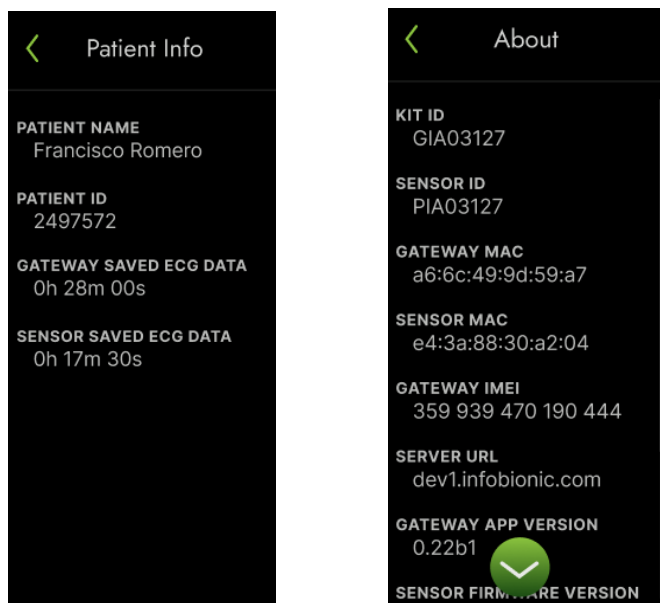 Patient Info
PATIENT NAME
Francisco Romero
PATIENT ID
2497572
GATEWAY SAVED ECG DATA
0h 28m 00s
SENSOR SAVED ECG DATA
0h 17m 30s
About
KIT ID
GIA03127
SENSOR ID
PIA03127
GATEWAY MAC
a6:6c:49:9d:59:a7
SENSOR MAC
e4:3a:88:30:a2:04
GATEWAY IMEI
359 939 470 190 444
SERVER URL
dev1.infobionic.com
GATEWAY APP VERSION
0.22b1
SENSOR FIRMWARE VERSION